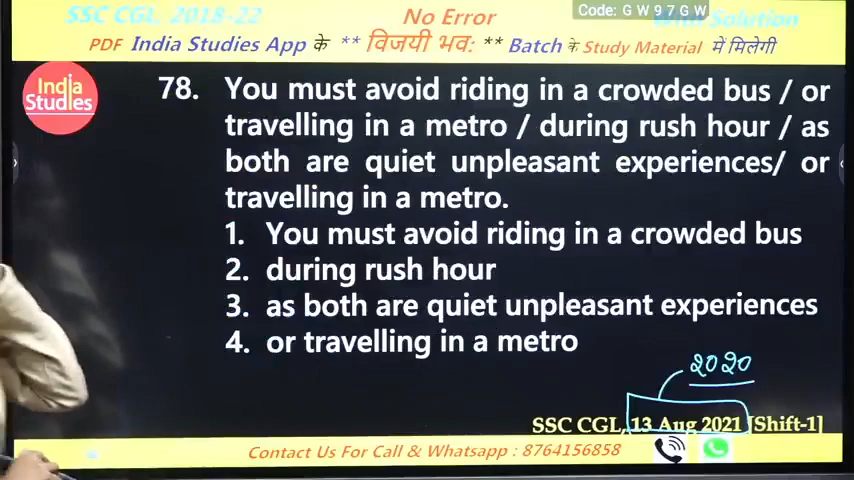 SSC CGL 2018-22
No Error
Code: G W 9 7 G W
With Solution
PDF India Studies App के ** विजयी भव: ** Batch के Study Material में मिलेगी
India
Studies
78. You must avoid riding in a crowded bus / or
travelling in a metro / during rush hour / as
both are quiet unpleasant experiences/ or
travelling in a metro.
1. You must avoid riding in a crowded bus
2. during rush hour
3. as both are quiet unpleasant experiences
4. or travelling in a metro
2020
SSC CGL, 13 Aug 2021 [Shift-1]
Contact Us For Call & Whatsapp : 8764156858